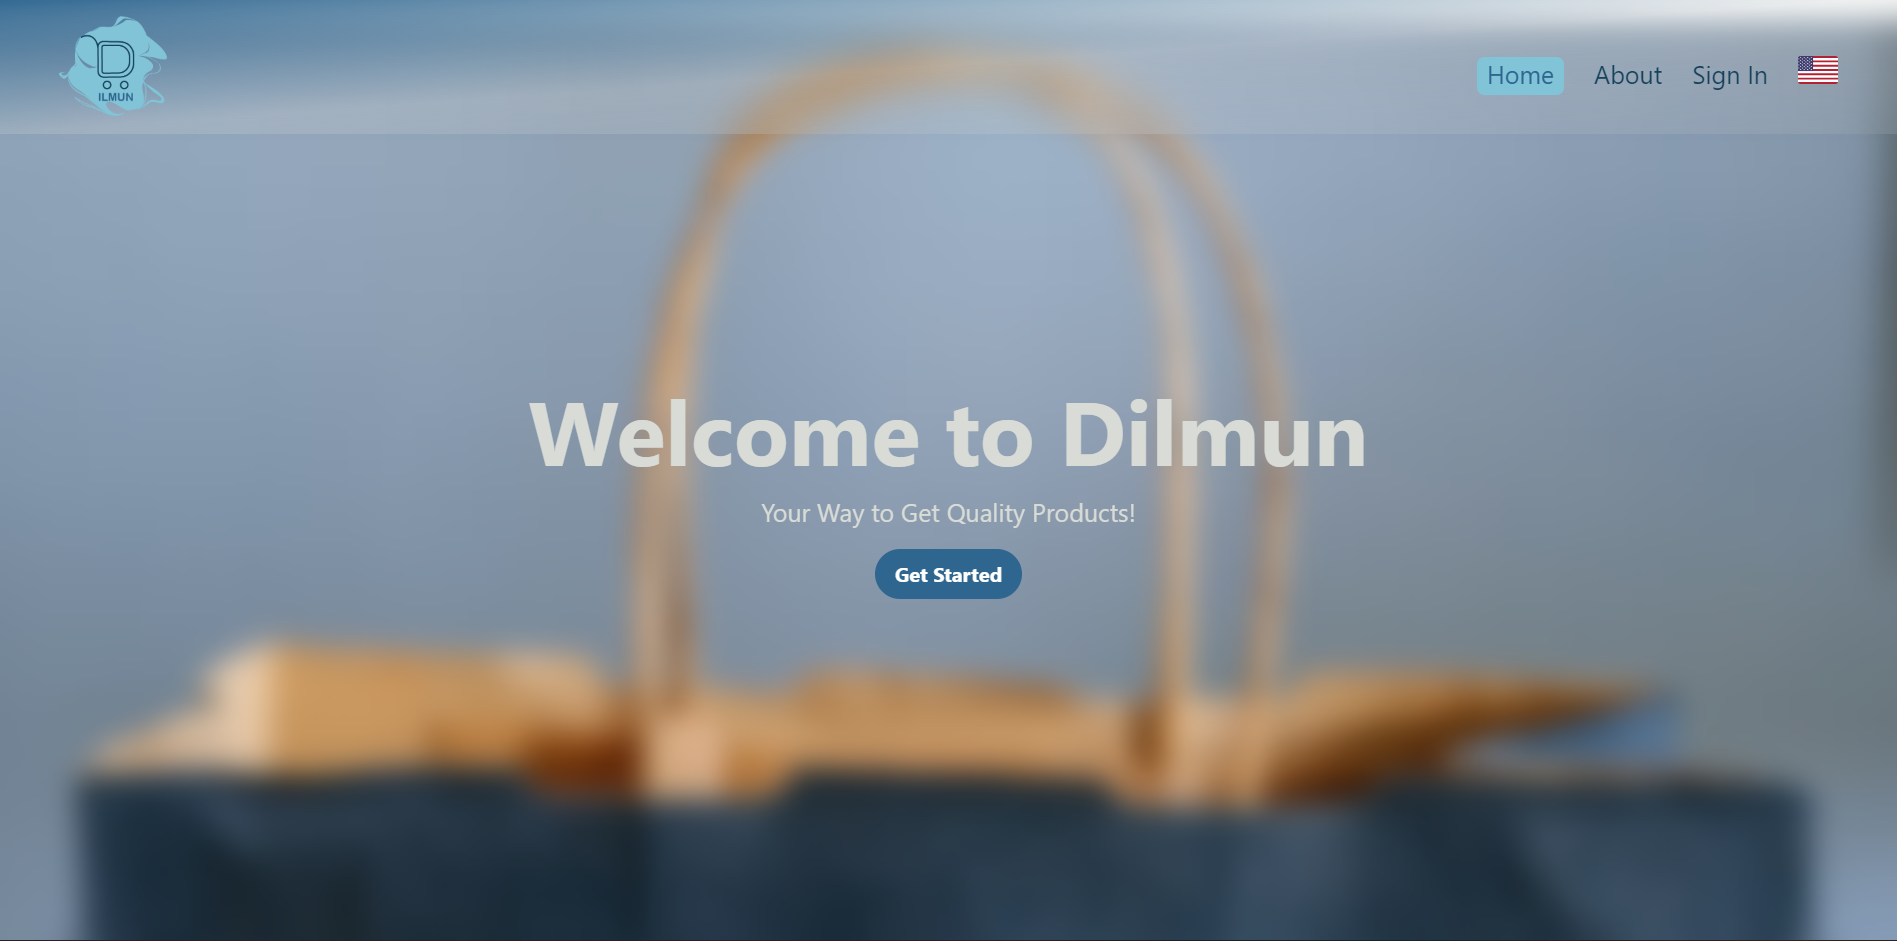 D
ILMUN
Home
About
Sign In
Welcome to Dilmun
Your Way to Get Quality Products!
Get Started